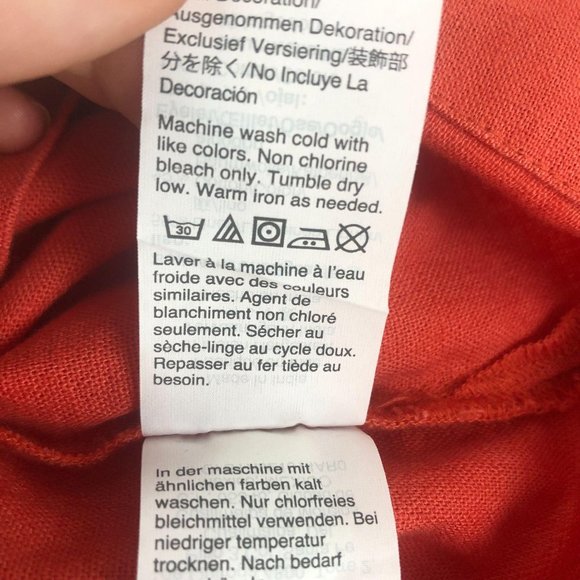 Decoration/
Ausgenommen Dekoration/
Exclusief Versiering/装飾部
分を除く/No Incluye La
Decoración
Machine wash cold with
like colors. Non chlorine
bleach only. Tumble dry
low. Warm iron as needed.
30
Laver à la machine à l'eau
froide avec des couleurs
similaires. Agent de
blanchiment non chloré
seulement. Sécher au
sèche-linge au cycle doux.
Repasser au fer tiède au
besoin.
In der maschine mit
ähnlichen farben kalt
waschen. Nur chlorfreies
bleichmittel verwenden. Bei
niedriger temperatur
trocknen. Nach bedarf